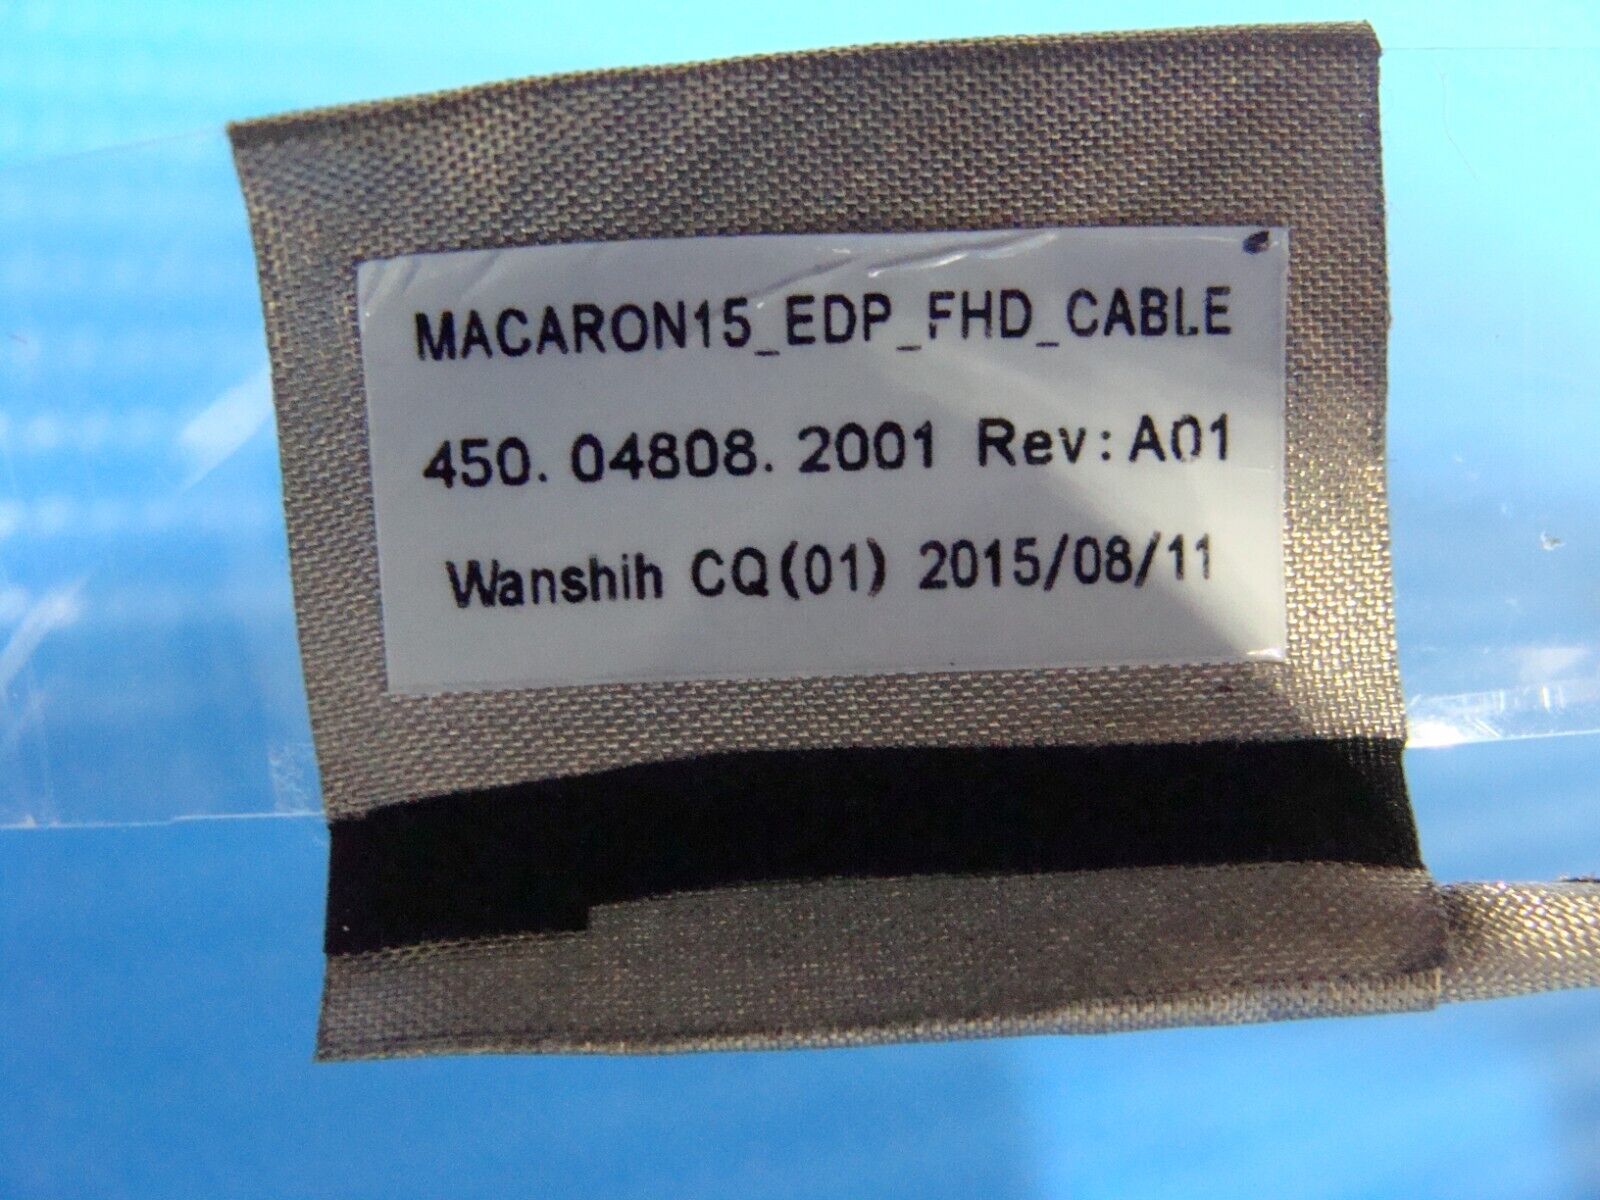 MACARON15_EDP_FHD_CABLE
450. 04808. 2001 Rev: A01
Wanshih CQ(01) 2015/08/11